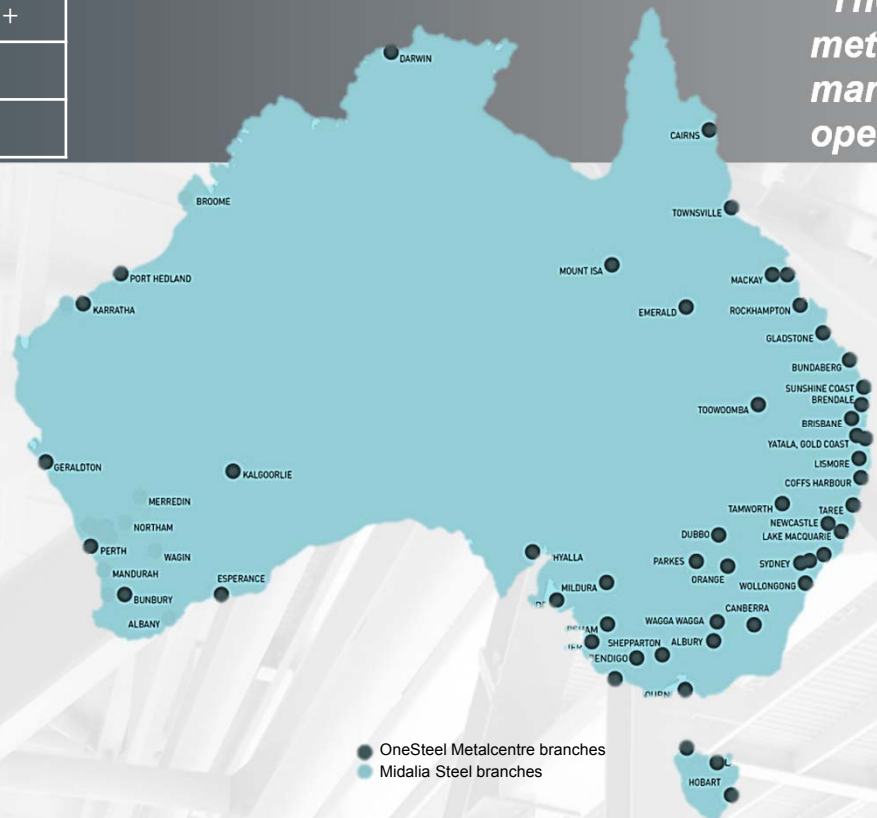 +
met
mar
ope
DARWIN
CAIRNS
BROOME
TOWNSVILLE
MOUNT ISA
PORT HEDLAND
MACKAY
KARRATHA
EMERALD
ROCKHAMPTON
GLADSTONE
BUNDABERG
SUNSHINE COAST
BRENDALE
TOOWOOMBA
BRISBANE
YATALA, GOLD COAST
LISMORE
GERALDTON
KALGOORLIE
COFFS HARBOUR
MERREDIN
TAMWORTH
TAREE
NORTHAM
NEWCASTLE
DUBBO
LAKE MACQUARIE
PERTH
WAGIN
HYALLA
PARKES
SYDNEY
MANDURAH
ESPERANCE
MILDURA
ORANGE
WOLLONGONG
BUNBURY
CANBERRA
ALBANY
WAGGA WAGGA
SHEPPARTON
ALBURY
ENDIGO
HOBART
OneSteel Metalcentre branches
Midalia Steel branches